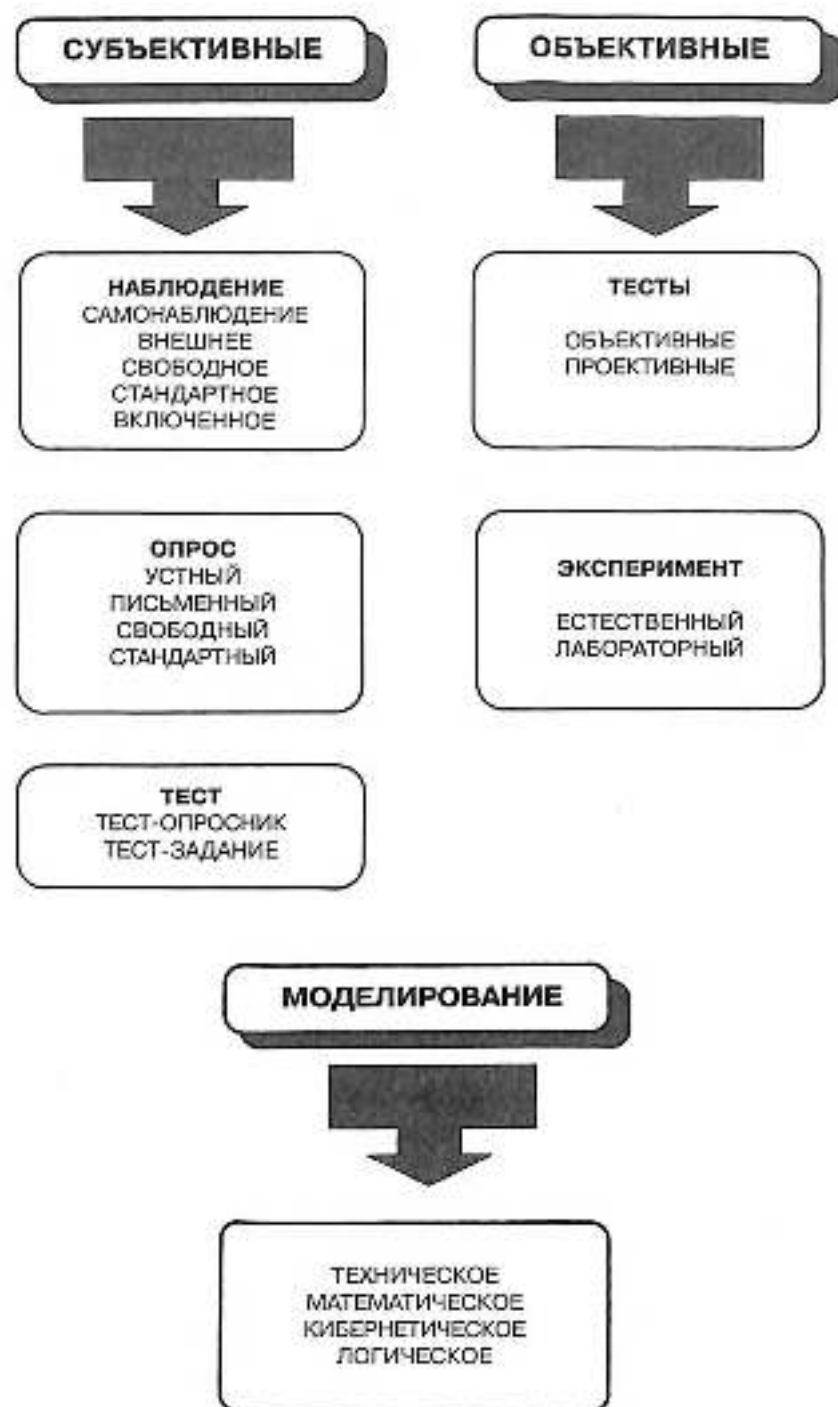 СУБЪЕКТИВНЫЕ
ОБЪЕКТИВНЫЕ
НАБЛЮДЕНИЕ
САМОНАБЛЮДЕНИЕ
ВНЕШНЕЕ
СВОБОДНОЕ
СТАНДАРТНОЕ
ВКЛЮЧЕННОЕ
ТЕСТЫ
ОБЪЕКТИВНЫЕ
ПРОЕКТИВНЫЕ
ОПРОС
УСТНЫЙ
ПИСЬМЕННЫЙ
СВОБОДНЫЙ
СТАНДАРТНЫЙ
ЭКСПЕРИМЕНТ
ЕСТЕСТВЕННЫЙ
ЛАБОРАТОРНЫЙ
ТЕСТ
ТЕСТ-ОПРОСНИК
ТЕСТ-ЗАДАНИЕ
МОДЕЛИРОВАНИЕ
ТЕХНИЧЕСКОЕ
МАТЕМАТИЧЕСКОЕ
КИБЕРНЕТИЧЕСКОЕ
ЛОГИЧЕСКОЕ